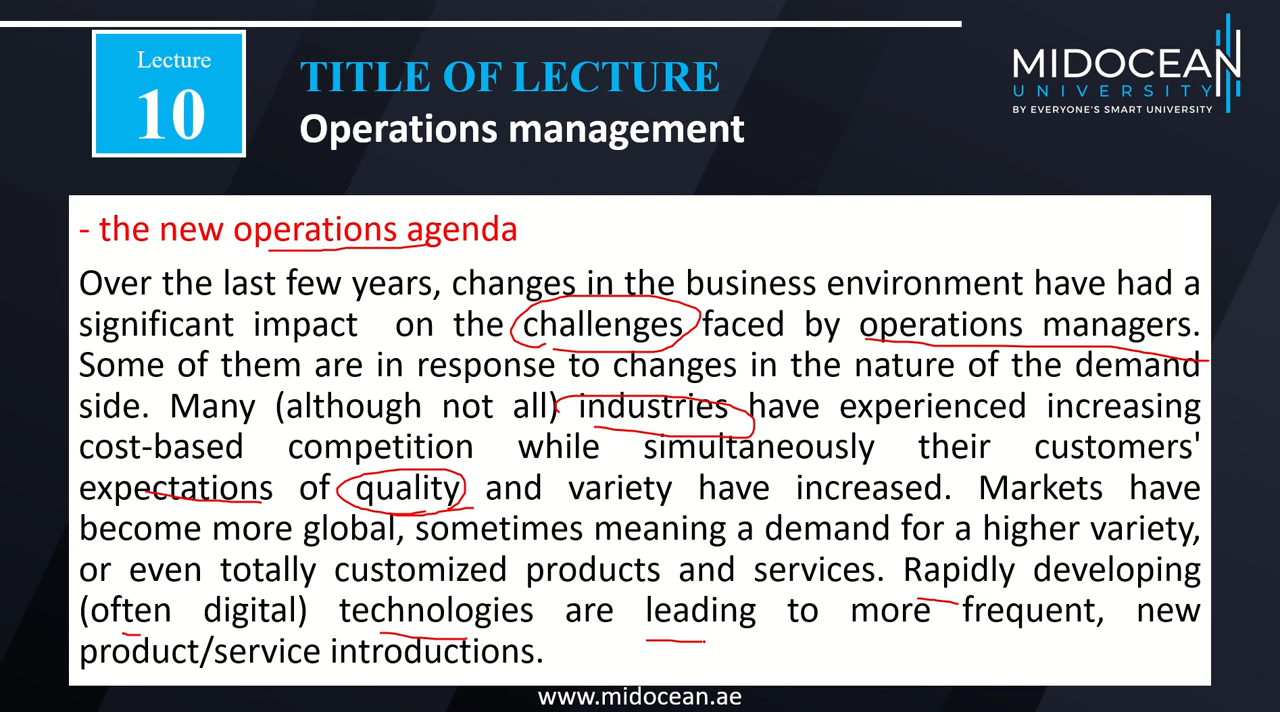 Lecture
10
TITLE OF LECTURE
Operations management
MIDOCEAN
UNIVERSITY
BY EVERYONE'S SMART UNIVERSITY
- the new operations agenda
Over the last few years, changes in the business environment have had a
significant impact on the challenges faced by operations managers.
Some of them are in response to changes in the nature of the demand
side. Many (although not all) industries have experienced increasing
cost-based competition while simultaneously their customers'
expectations of quality and variety have increased. Markets have
become more global, sometimes meaning a demand for a higher variety,
or even totally customized products and services. Rapidly developing
(often digital) technologies are leading to more frequent, new
product/service introductions.
www.midocean.ae